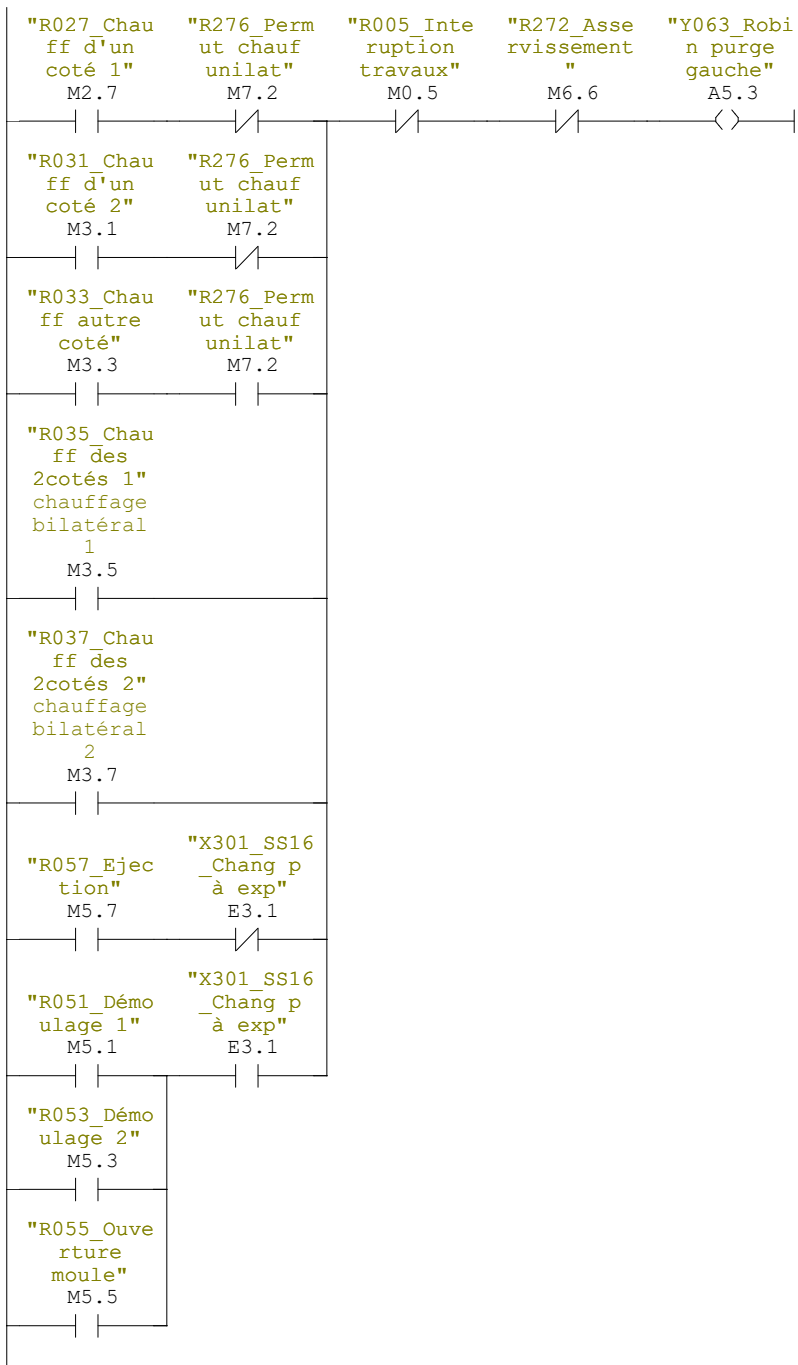 "R027_Chau "R276_Perm "R005_Inte "R272_Asse "Y063_Robi
ff d'un ut chauf ruption rvissement n purge
coté 1" unilat" travaux" " gauche"
M2.7 M7.2 M0.5 M6.6 A5.3
"R031_Chau "R276_Perm
ff d'un ut chauf
coté 2" unilat"
M3.1 M7.2
"R033_Chau "R276_Perm
ff autre ut chauf
coté" unilat"
M3.3 M7.2
"R035_Chau
ff des
2cotés 1"
chauffage
bilatéral
1
M3.5
"R037_Chau
ff des
2cotés 2"
chauffage
bilatéral
2
M3.7
"X301_SS16
"R057_Ejec _Chang p
tion" à exp"
M5.7 E3.1
"X301_SS16
"R051_Démo _Chang p
ulage 1" à exp"
M5.1 E3.1
"R053_Démo
ulage 2"
M5.3
"R055_Ouve
rture
moule"
M5.5